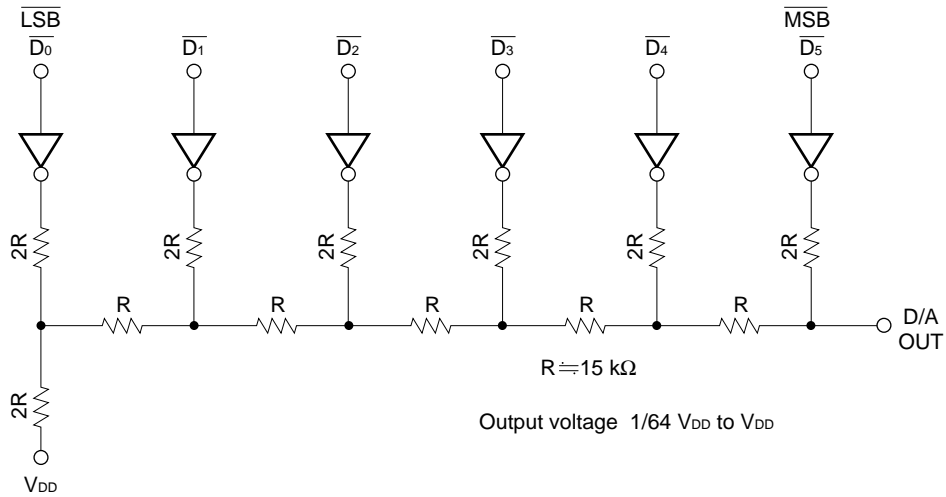 LSB MSB
D0 D1 D2 D3 D4 D5
2R 2R 2R 2R 2R 2R
R R R R R
D/A
OUT
R≒15 kΩ
2R
Output voltage 1/64 VDD to VDD
VDD